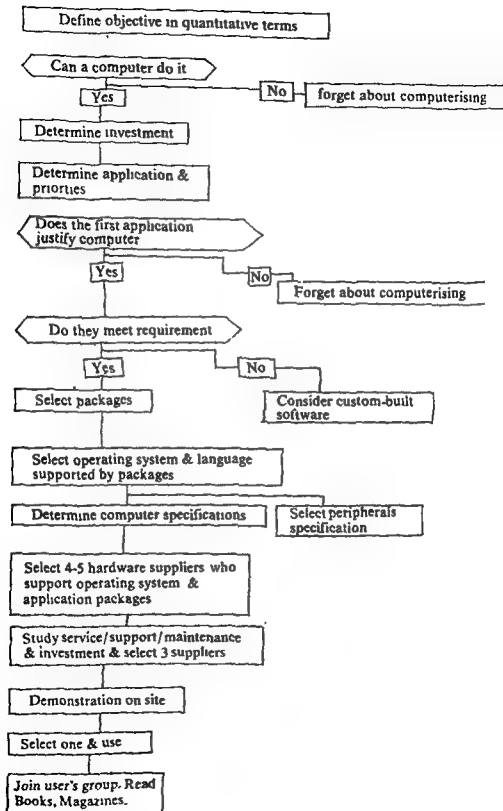 Define objective in quantitative terms
Can a computer do it
Yes
No
forget about computerising
Determine investment
Determine application &
priorities
Does the first application
justify computer
Yes
No
Forget about computerising
Do they meet requirement
Yes
No
Select packages
Consider custom-built
software
Select operating system & language
supported by packages
Determine computer specifications
Select peripherals
specification
Select 4-5 hardware suppliers who
support operating system &
application packages
Study service/support/maintenance
& investment & select 3 suppliers
Demonstration on site
Select one & use
Join user's group. Read
Books, Magazines.